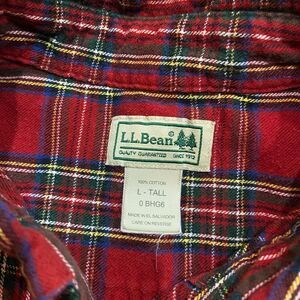 L.L.Bean®
QUALITY GUARANTEED SINCE 1912
100% COTTON
L - TALL
0 BHG6
MADE IN EL SALVADOR
CARE ON REVERSE